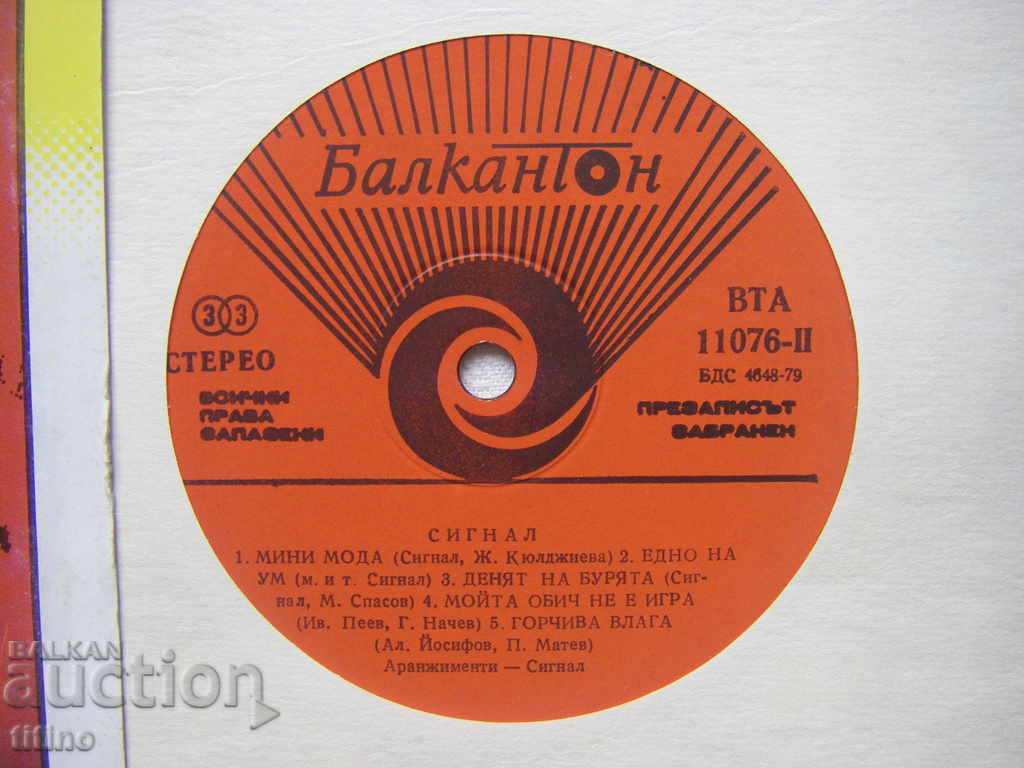 Балкантон
33
СТЕРЕО
ВСИЧКИ
ПРАВА
ЗАПАЗЕНИ
ВТА
11076-II
БДС 4648-79
ПРЕЗАПИСЪТ
ЗАБРАНЕН
СИГНАЛ
1. МИНИ МОДА (Сигнал, Ж. Кюлджиева) 2. ЕДНО НА
УМ (м. и т. Сигнал) 3. ДЕНЯТ НА БУРЯТА (Сиг-
нал, М. Спасов) 4. МОЙТА ОБИЧ НЕ Е ИГРА
(Ив. Пеев, Г. Начев) 5. ГОРЧИВА ВЛАГА
(Ал. Йосифов, П. Матев)
Аранжименти — Сигнал
BALKAN
auction
titino